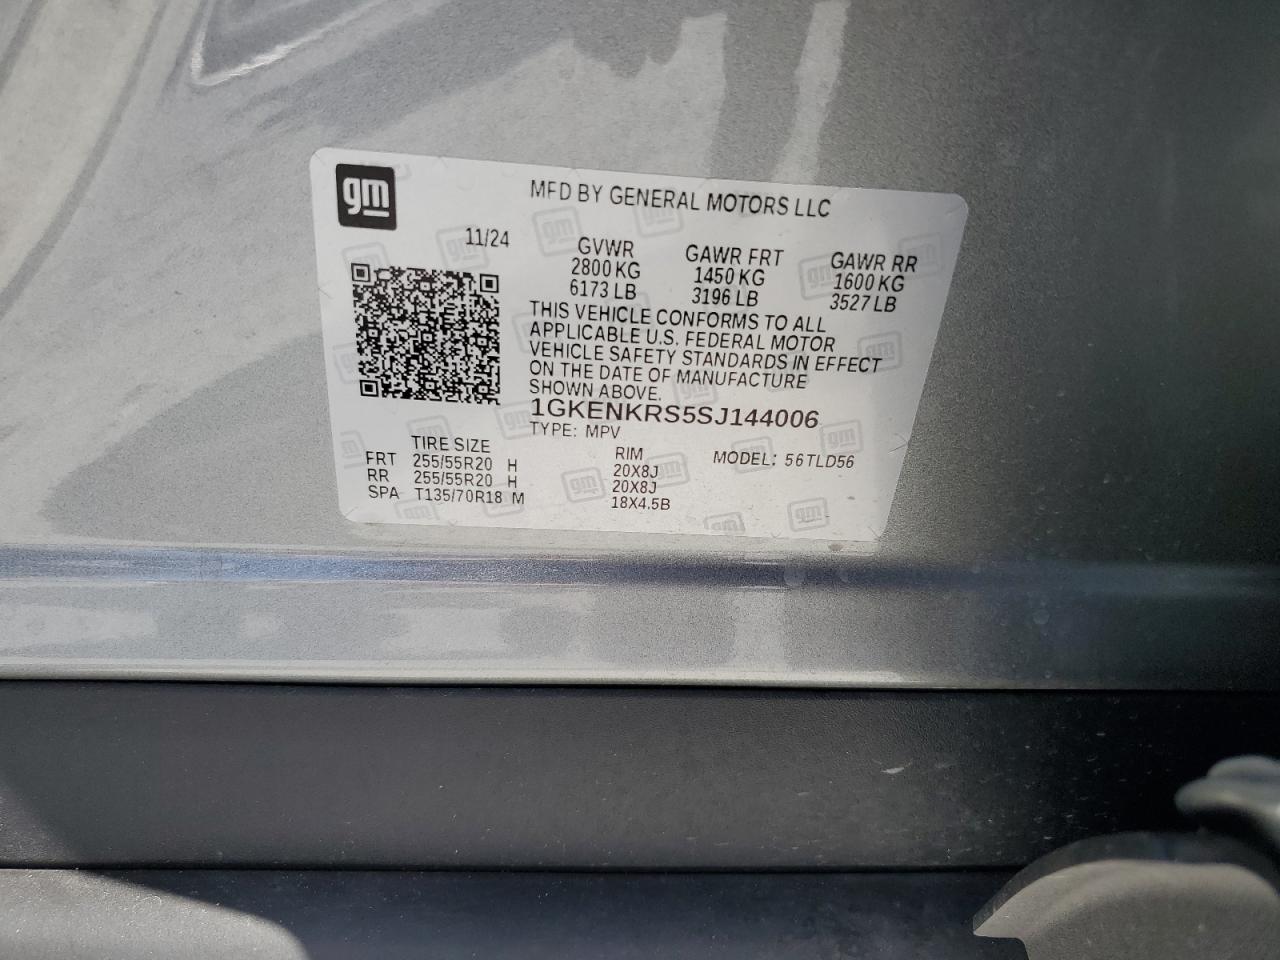 gm
MFD BY GENERAL MOTORS LLC
11/24
GVWR GAWR FRT GAWR RR
2800 KG 1450 KG 1600 KG
6173 LB 3196 LB 3527 LB
THIS VEHICLE CONFORMS TO ALL
APPLICABLE U.S. FEDERAL MOTOR
VEHICLE SAFETY STANDARDS IN EFFECT
ON THE DATE OF MANUFACTURE
SHOWN ABOVE.
1GKENKRS5SJ144006
TYPE: MPV
TIRE SIZE RIM MODEL: 56TLD56
FRT 255/55R20 H 20X8J
RR 255/55R20 H 20X8J
SPA T135/70R18 M 18X4.5B